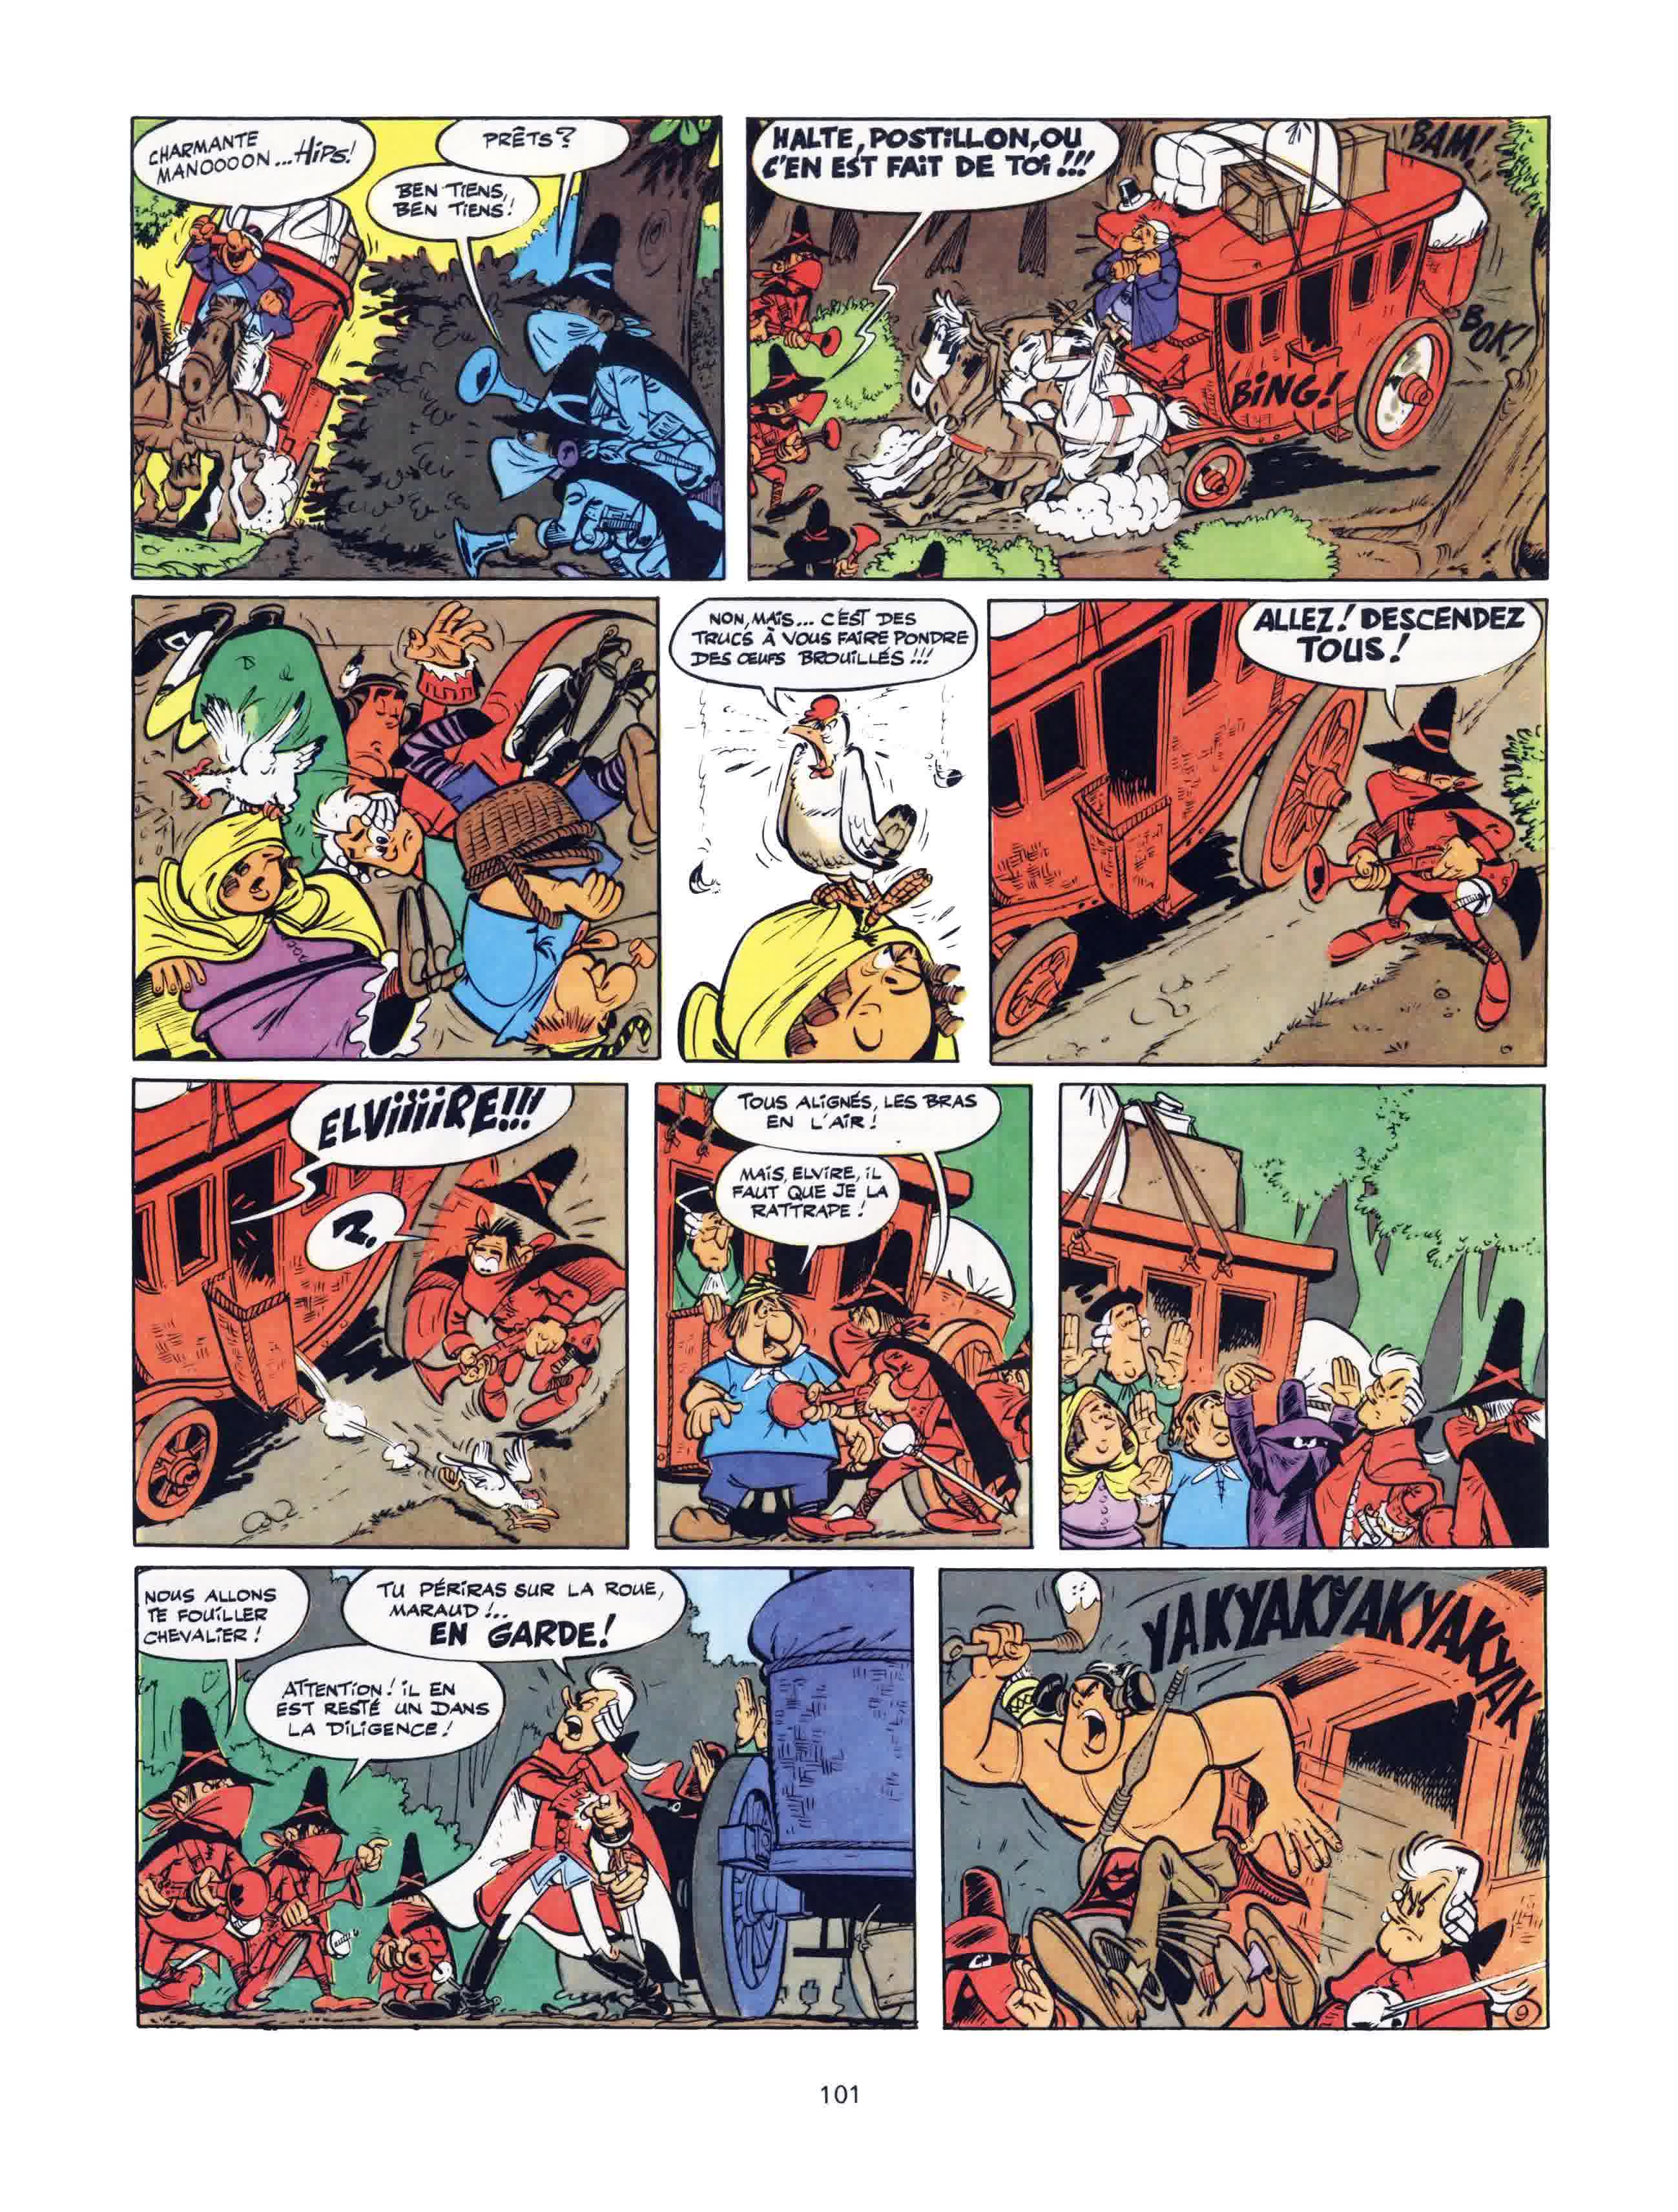 CHARMANTE
MANOOOON...HiPS!
PRÊTS?
BEN TIENS,
BEN TIENS!
HALTE, POSTILLON, OU
C'EN EST FAIT DE TOI!!!
BAM!
BOK!
BING!
NON, MAIS... C'EST DES
TRUCS À VOUS FAIRE PONDRE
DES ŒUFS BROUILLÉS!!!
ALLEZ! DESCENDEZ
TOUS!
ELViiiiRE!!!
?.
TOUS ALIGNÉS, LES BRAS
EN L'AIR!
MAIS, ELVIRE, IL
FAUT QUE JE LA
RATTRAPE!
NOUS ALLONS
TE FOUILLER
CHEVALIER!
TU PÉRIRAS SUR LA ROUE,
MARAUD!..
EN GARDE!
ATTENTION! IL EN
EST RESTÉ UN DANS
LA DILIGENCE!
YAKYAKYAKYAKYAK
9
101